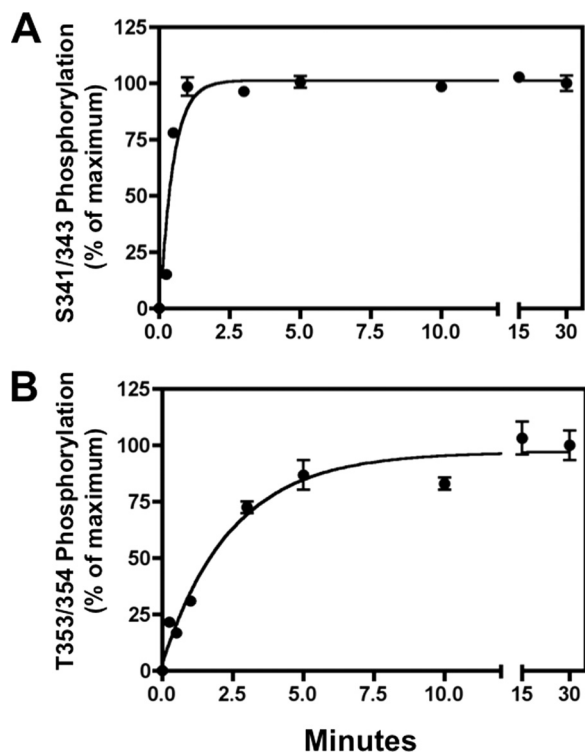 A
S341/343 Phosphorylation
(% of maximum)
125
100
75
50
25
0
0.0 2.5 5.0 7.5 10.0 15 30
B
T353/354 Phosphorylation
(% of maximum)
125
100
75
50
25
0
0.0 2.5 5.0 7.5 10.0 15 30
Minutes